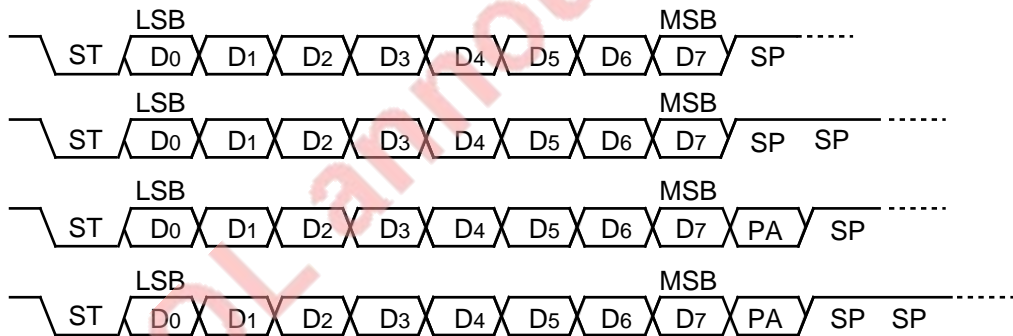 LSB MSB
ST D0 D1 D2 D3 D4 D5 D6 D7 SP
LSB MSB
ST D0 D1 D2 D3 D4 D5 D6 D7 SP SP
LSB MSB
ST D0 D1 D2 D3 D4 D5 D6 D7 PA SP
LSB MSB
ST D0 D1 D2 D3 D4 D5 D6 D7 PA SP SP